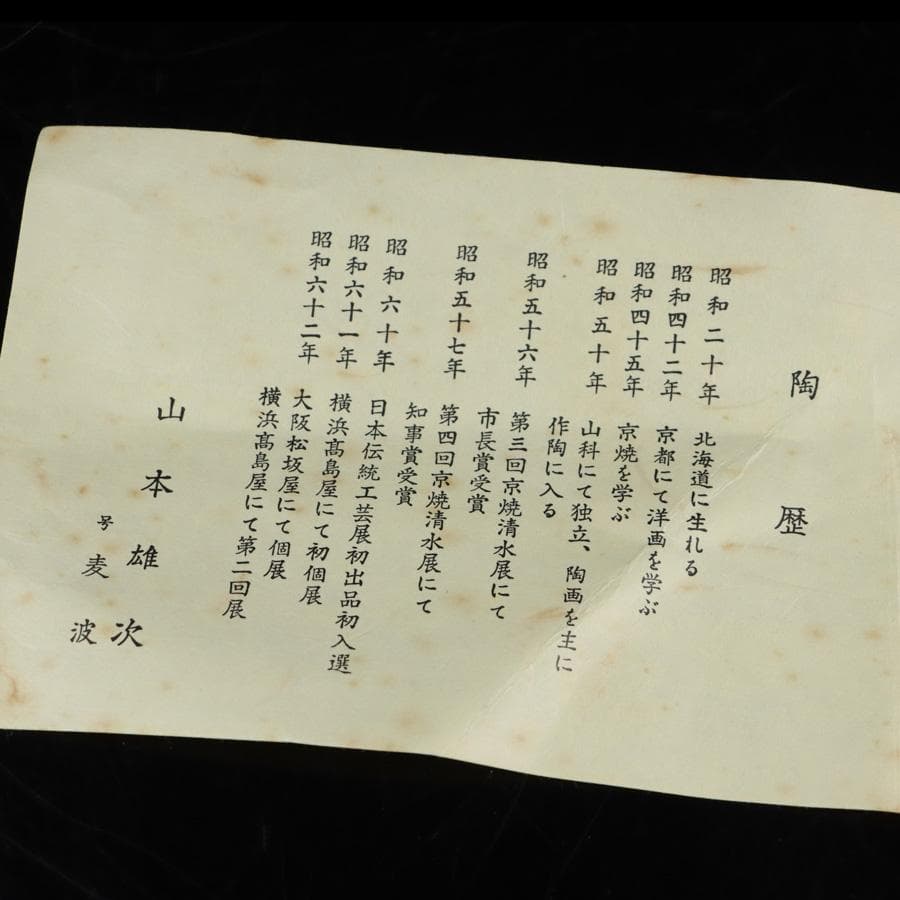 陶歴
昭和二十年 北海道に生れる
昭和四十二年 京都にて洋画を学ぶ
昭和四十五年 京焼を学ぶ
昭和五十年 山科にて独立、陶画を主に
作陶に入る
昭和五十六年 第三回京焼清水展にて
市長賞受賞
昭和五十七年 第四回京焼清水展にて
知事賞受賞
昭和六十年 日本伝統工芸展初出品初入選
昭和六十一年 横浜髙島屋にて初個展
大阪松坂屋にて個展
昭和六十二年 横浜髙島屋にて第二回展
山本雄次
号 麦波